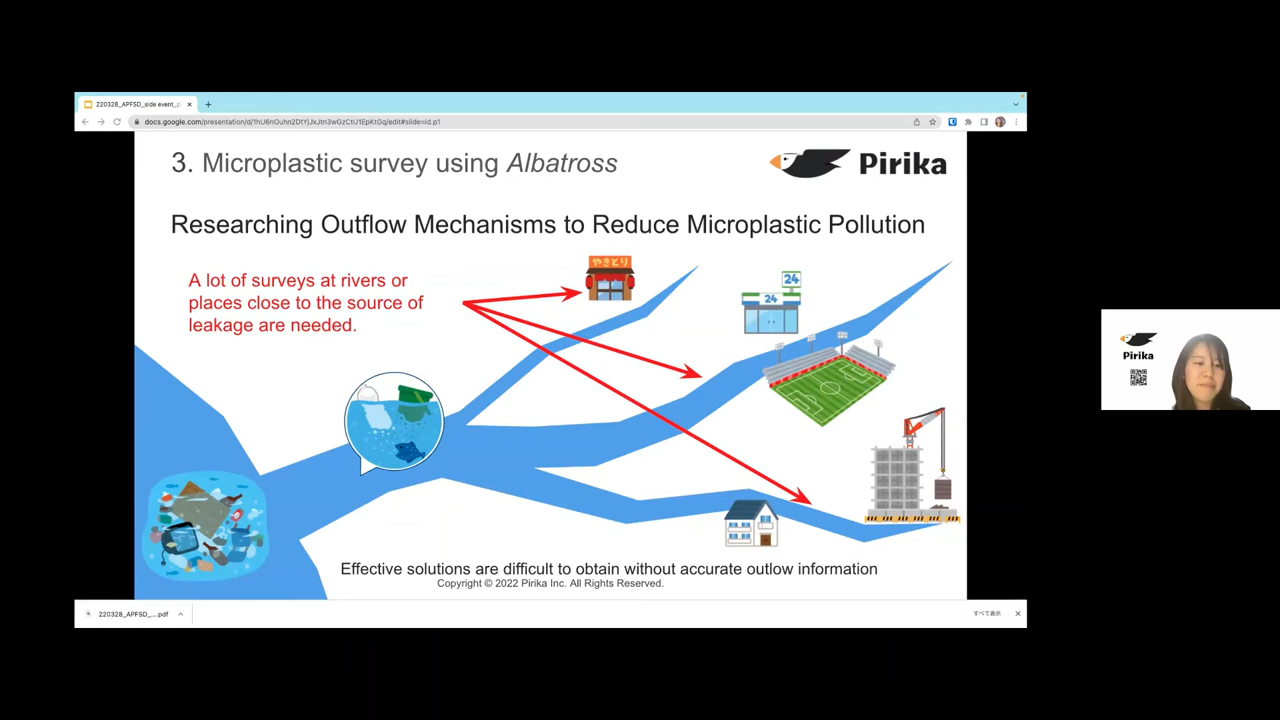 220328_APFSD_side event_p
docs.google.com/presentation/d/1hU6nOuhn2DtYjJxJtn3wGzCtU1EpKtGq/edit#slide=id.p1
3. Microplastic survey using Albatross
Pirika
Researching Outflow Mechanisms to Reduce Microplastic Pollution
A lot of surveys at rivers or
places close to the source of
leakage are needed.
やきとり
24
24
Pirika
Effective solutions are difficult to obtain without accurate outlow information
Copyright © 2022 Pirika Inc. All Rights Reserved.
220328_APFSD_....pdf
すべて表示